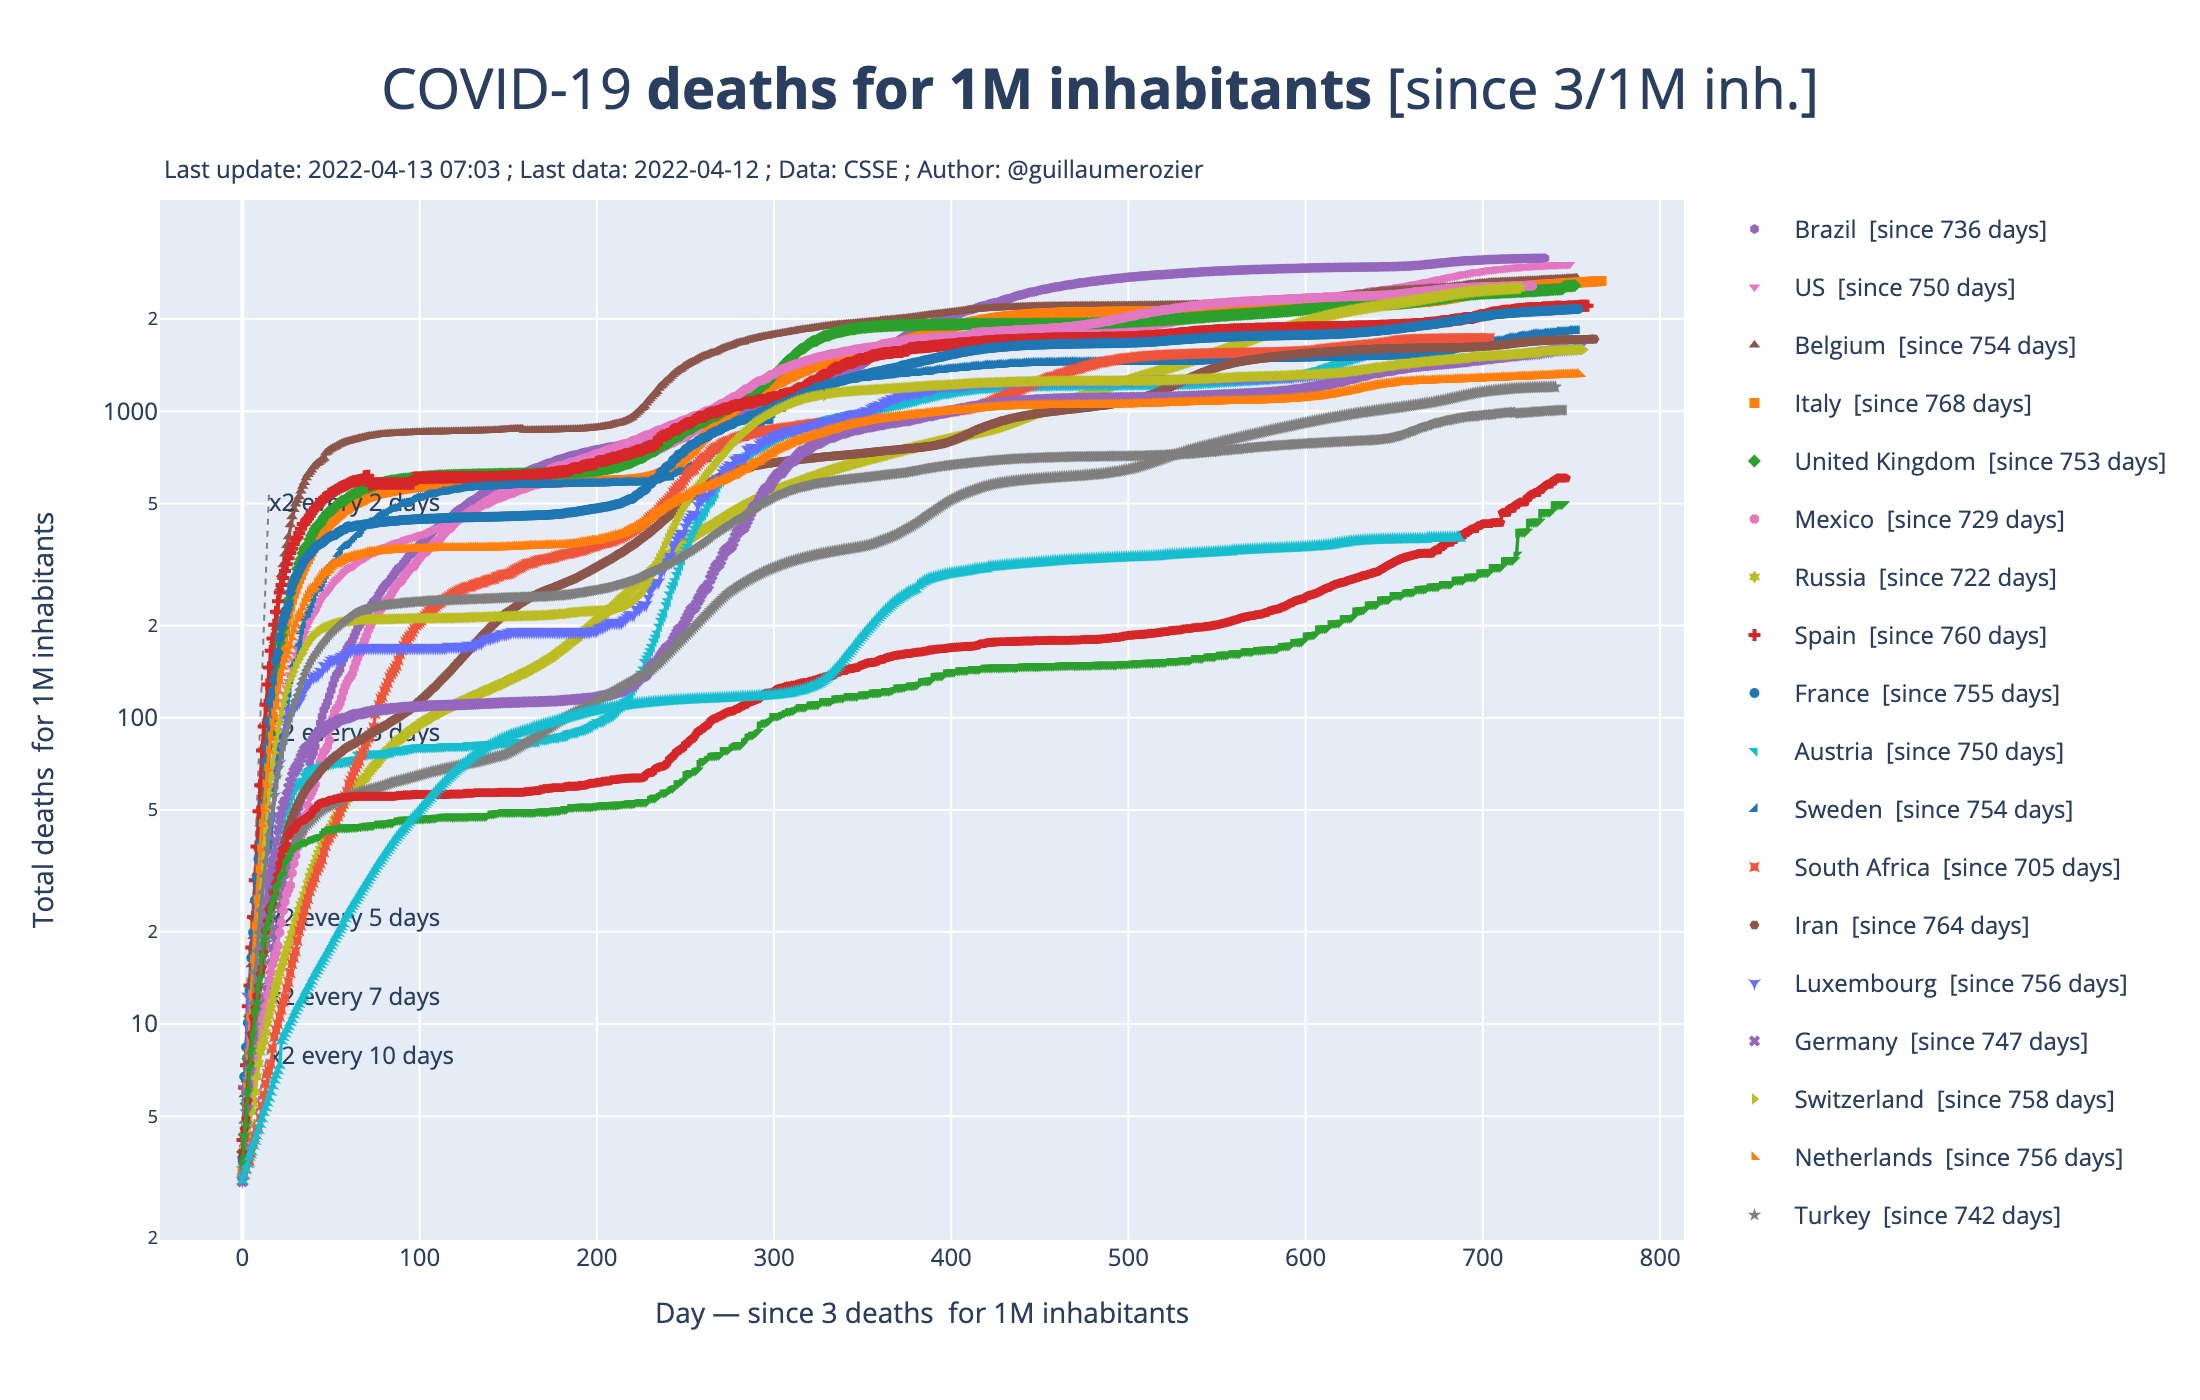 COVID-19 deaths for 1M inhabitants [since 3/1M inh.]
Last update: 2022-04-13 07:03 ; Last data: 2022-04-12 ; Data: CSSE ; Author: @guillaumerozier
Total deaths for 1M inhabitants
2
1000
5
2
100
5
2
10
5
2
x2 every 2 days
x2 every 3 days
x2 every 5 days
x2 every 7 days
x2 every 10 days
0 100 200 300 400 500 600 700 800
Day — since 3 deaths for 1M inhabitants
Brazil [since 736 days]
US [since 750 days]
Belgium [since 754 days]
Italy [since 768 days]
United Kingdom [since 753 days]
Mexico [since 729 days]
Russia [since 722 days]
Spain [since 760 days]
France [since 755 days]
Austria [since 750 days]
Sweden [since 754 days]
South Africa [since 705 days]
Iran [since 764 days]
Luxembourg [since 756 days]
Germany [since 747 days]
Switzerland [since 758 days]
Netherlands [since 756 days]
Turkey [since 742 days]